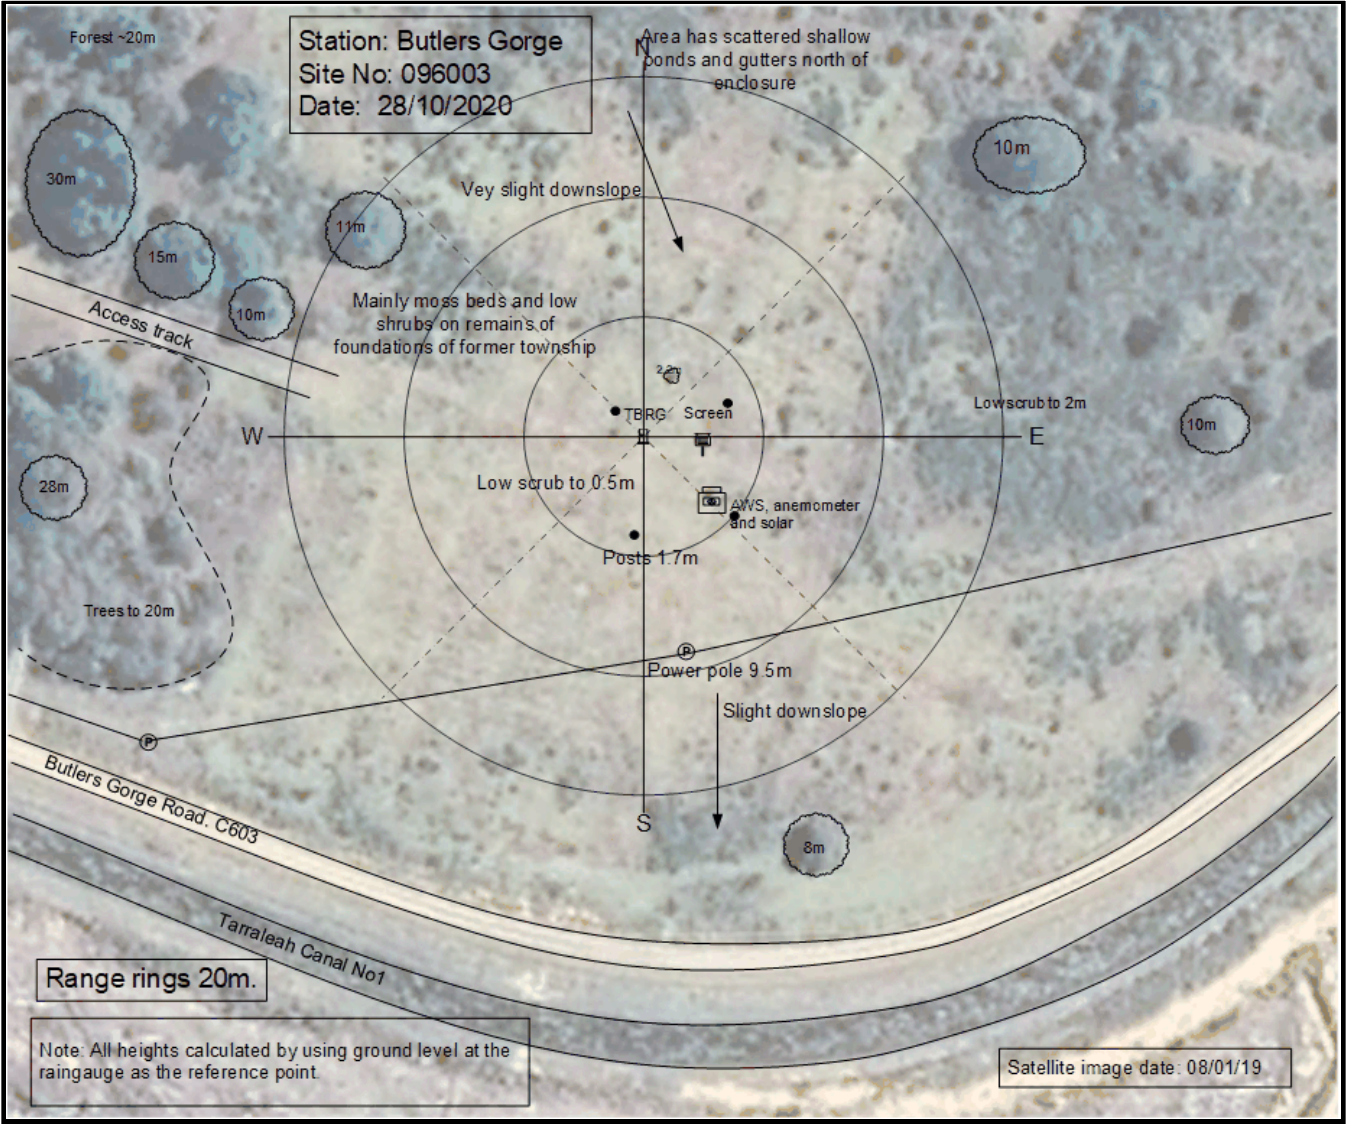 Forest ~20m
Station: Butlers Gorge
Site No: 096003
Date: 28/10/2020
N
Area has scattered shallow
ponds and gutters north of
enclosure
10m
30m
Vey slight downslope
11m
15m
10m
Access track
Mainly moss beds and low
shrubs on remains of
foundations of former township
TBRG
Screen
Low scrub to 2m
10m
W
E
28m
Low scrub to 0.5m
AWS, anemometer
and solar
Posts 1.7m
Trees to 20m
P
Power pole 9.5m
Slight downslope
P
Butlers Gorge Road. C603
S
8m
Tarraleah Canal No1
Range rings 20m.
Note: All heights calculated by using ground level at the
raingauge as the reference point.
Satellite image date: 08/01/19